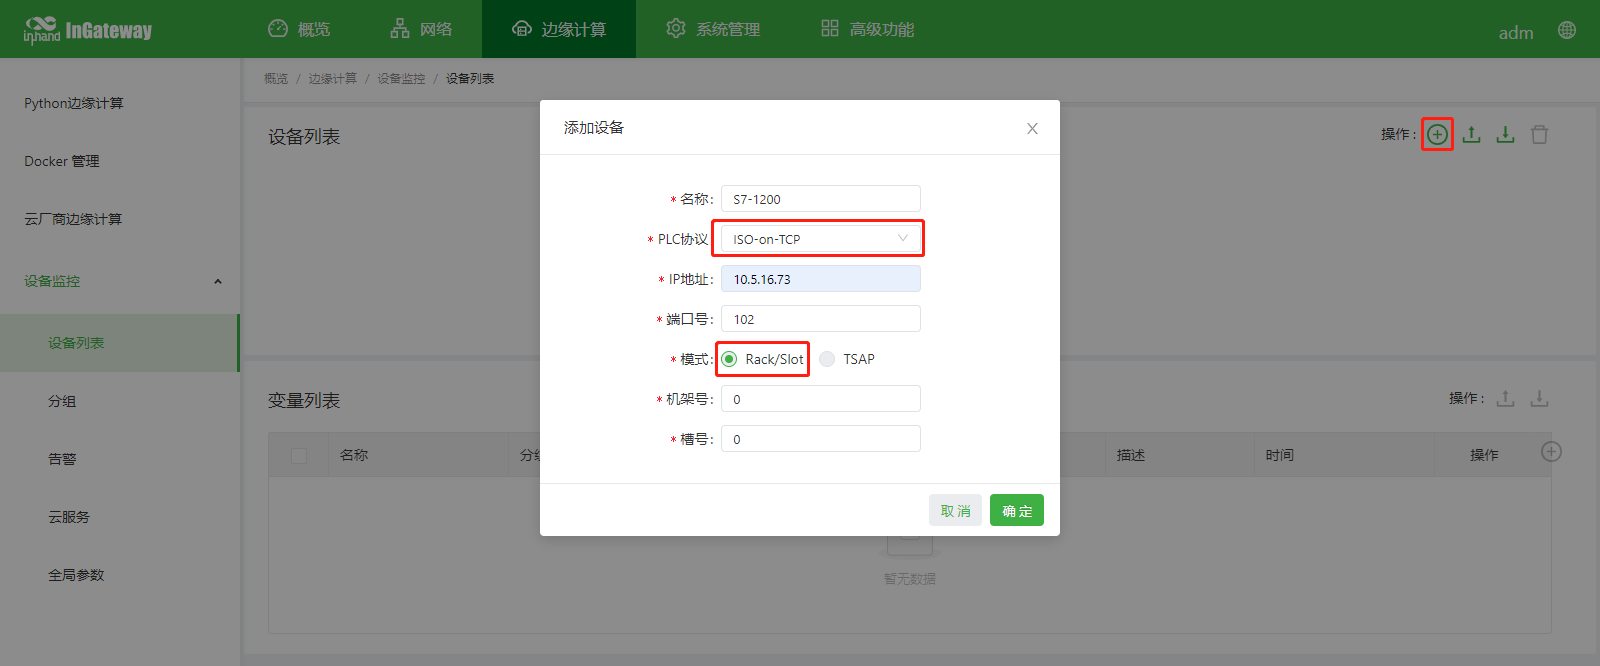 inhand InGateway
概览
网络
边缘计算
系统管理
高级功能
adm
Python边缘计算
Docker 管理
云厂商边缘计算
设备监控
设备列表
分组
告警
云服务
全局参数
概览 / 边缘计算 / 设备监控 / 设备列表
设备列表
操作 :
添加设备
* 名称 : S7-1200
* PLC协议 ISO-on-TCP
* IP地址 : 10.5.16.73
* 端口号 : 102
* 模式 : Rack/Slot TSAP
* 机架号 : 0
* 槽号 : 0
取 消 确 定
变量列表
操作 :
名称 描述 时间 操作
暂无数据